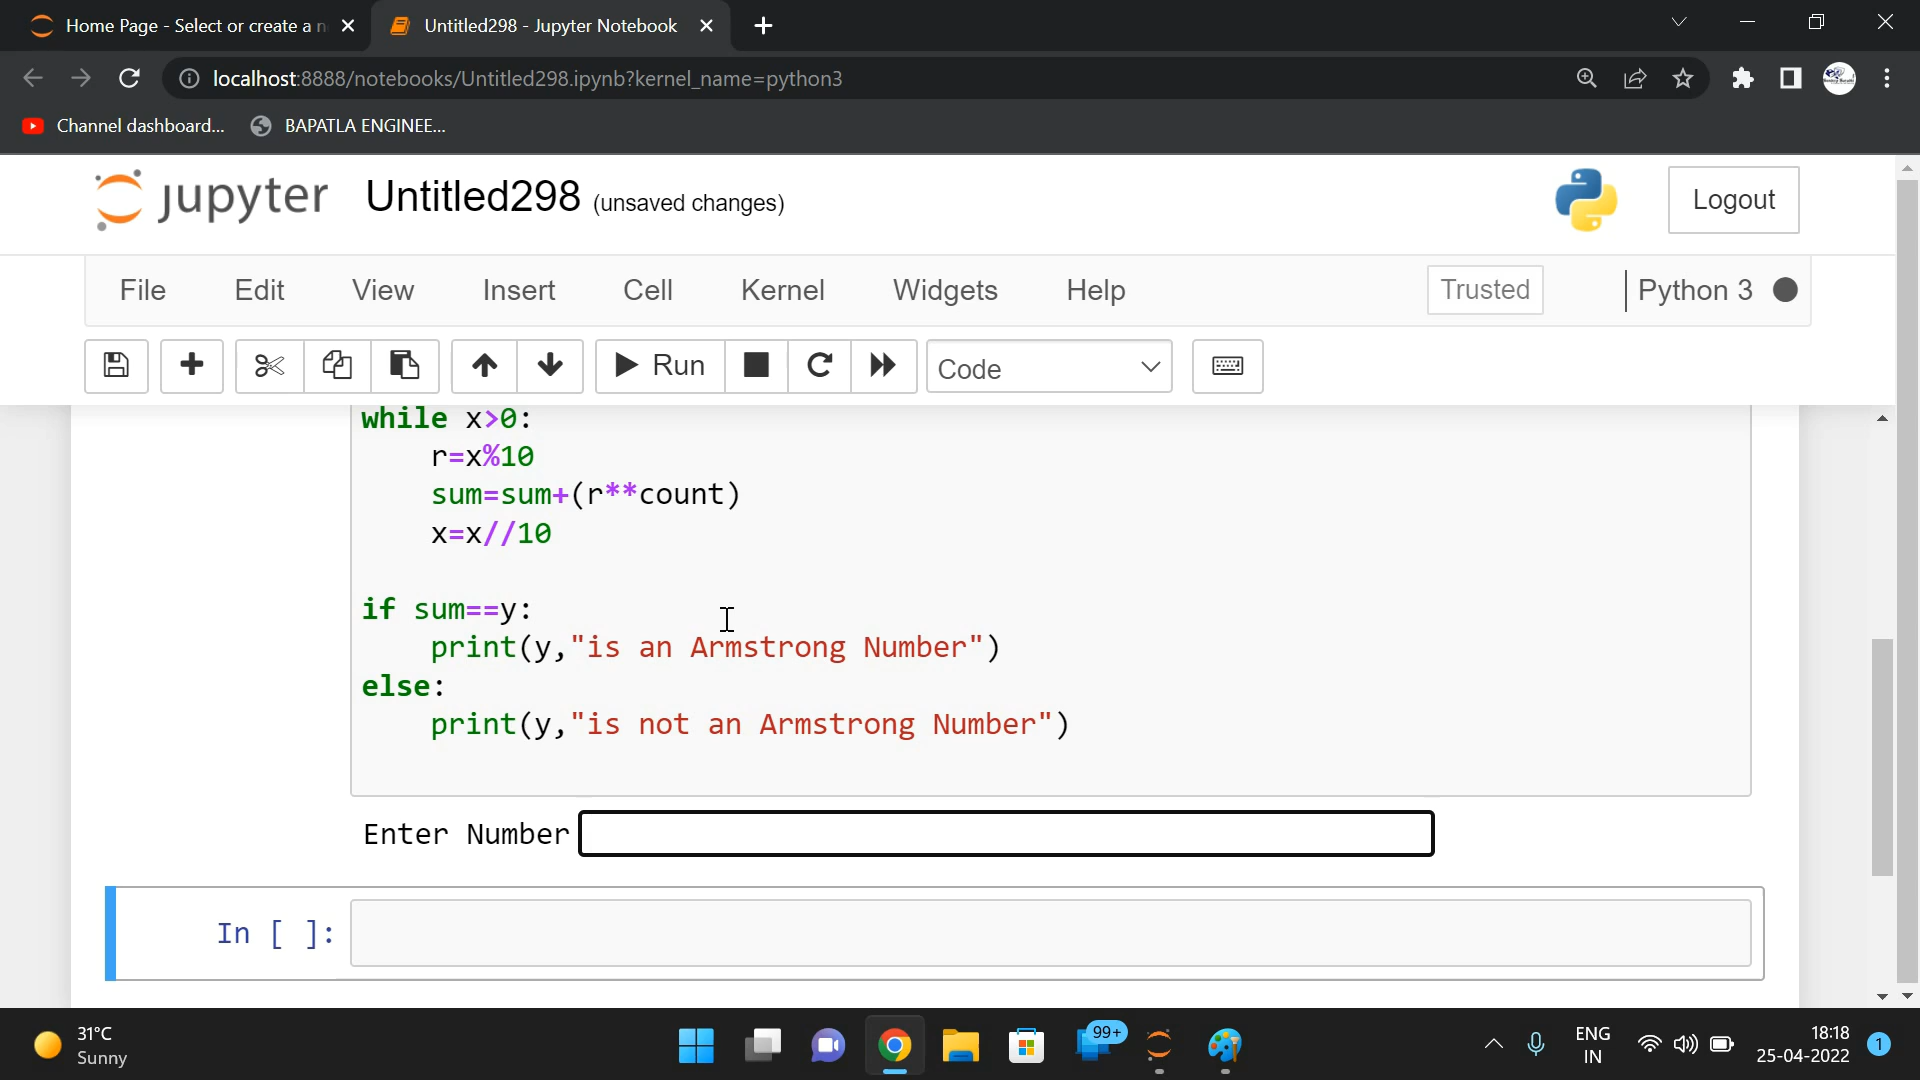 Home Page - Select or create a n
Untitled298 - Jupyter Notebook
localhost:8888/notebooks/Untitled298.ipynb?kernel_name=python3
Channel dashboard...
BAPATLA ENGINEE...
jupyter Untitled298 (unsaved changes)
Logout
File Edit View Insert Cell Kernel Widgets Help Trusted Python 3
Run
Code
while x>0:
    r=x%10
    sum=sum+(r**count)
    x=x//10
if sum==y:
    print(y,"is an Armstrong Number")
else:
    print(y,"is not an Armstrong Number")
Enter Number
In [ ]:
31°C
Sunny
99+
ENG
IN
18:18
25-04-2022
1